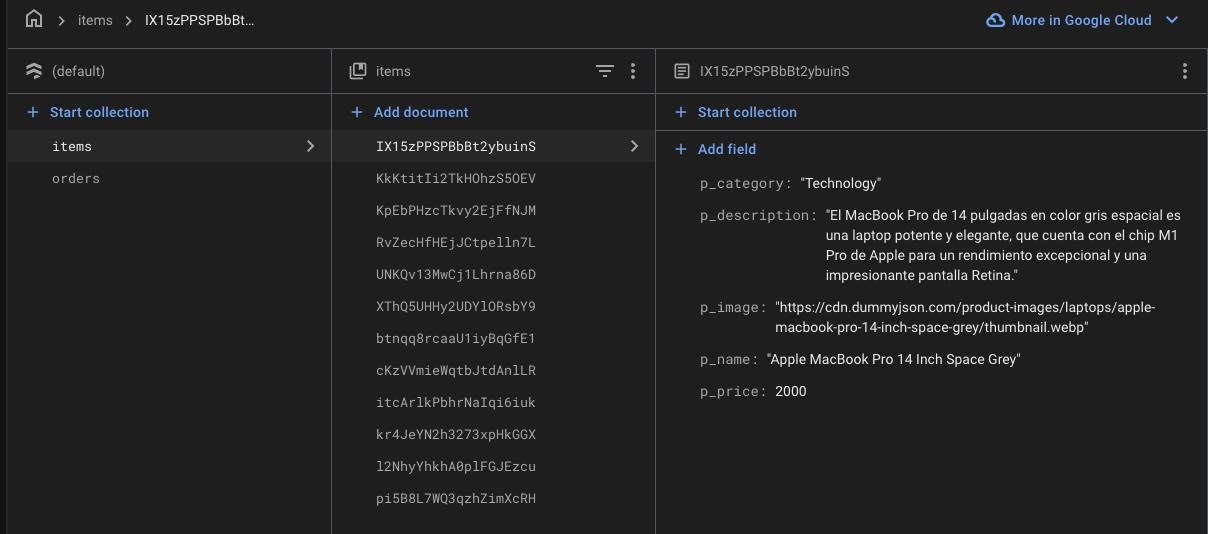 items
IX15zPPSPBbBt…
More in Google Cloud
(default)
items
IX15zPPSPBbBt2ybuinS
Start collection
Add document
Start collection
items
orders
IX15zPPSPBbBt2ybuinS
KkKtitIi2TkHOhzS5OEV
KpEbPHzcTkvy2EjFfNJM
RvZecHfHEjJCtpelln7L
UNKQv13MwCj1Lhrna86D
XThQ5UHHy2UDYlORsbY9
btnqq8rcaaU1iyBqGfE1
cKzVVmieWqtbJtdAnlLR
itcArlkPbhrNaIqi6iuk
kr4JeYN2h3273xpHkGGX
l2NhyYhkhA0plFGJEzcu
pi5B8L7WQ3qzhZimXcRH
Add field
p_category: "Technology"
p_description: "El MacBook Pro de 14 pulgadas en color gris espacial es
una laptop potente y elegante, que cuenta con el chip M1
Pro de Apple para un rendimiento excepcional y una
impresionante pantalla Retina."
p_image: "https://cdn.dummyjson.com/product-images/laptops/apple-
macbook-pro-14-inch-space-grey/thumbnail.webp"
p_name: "Apple MacBook Pro 14 Inch Space Grey"
p_price: 2000